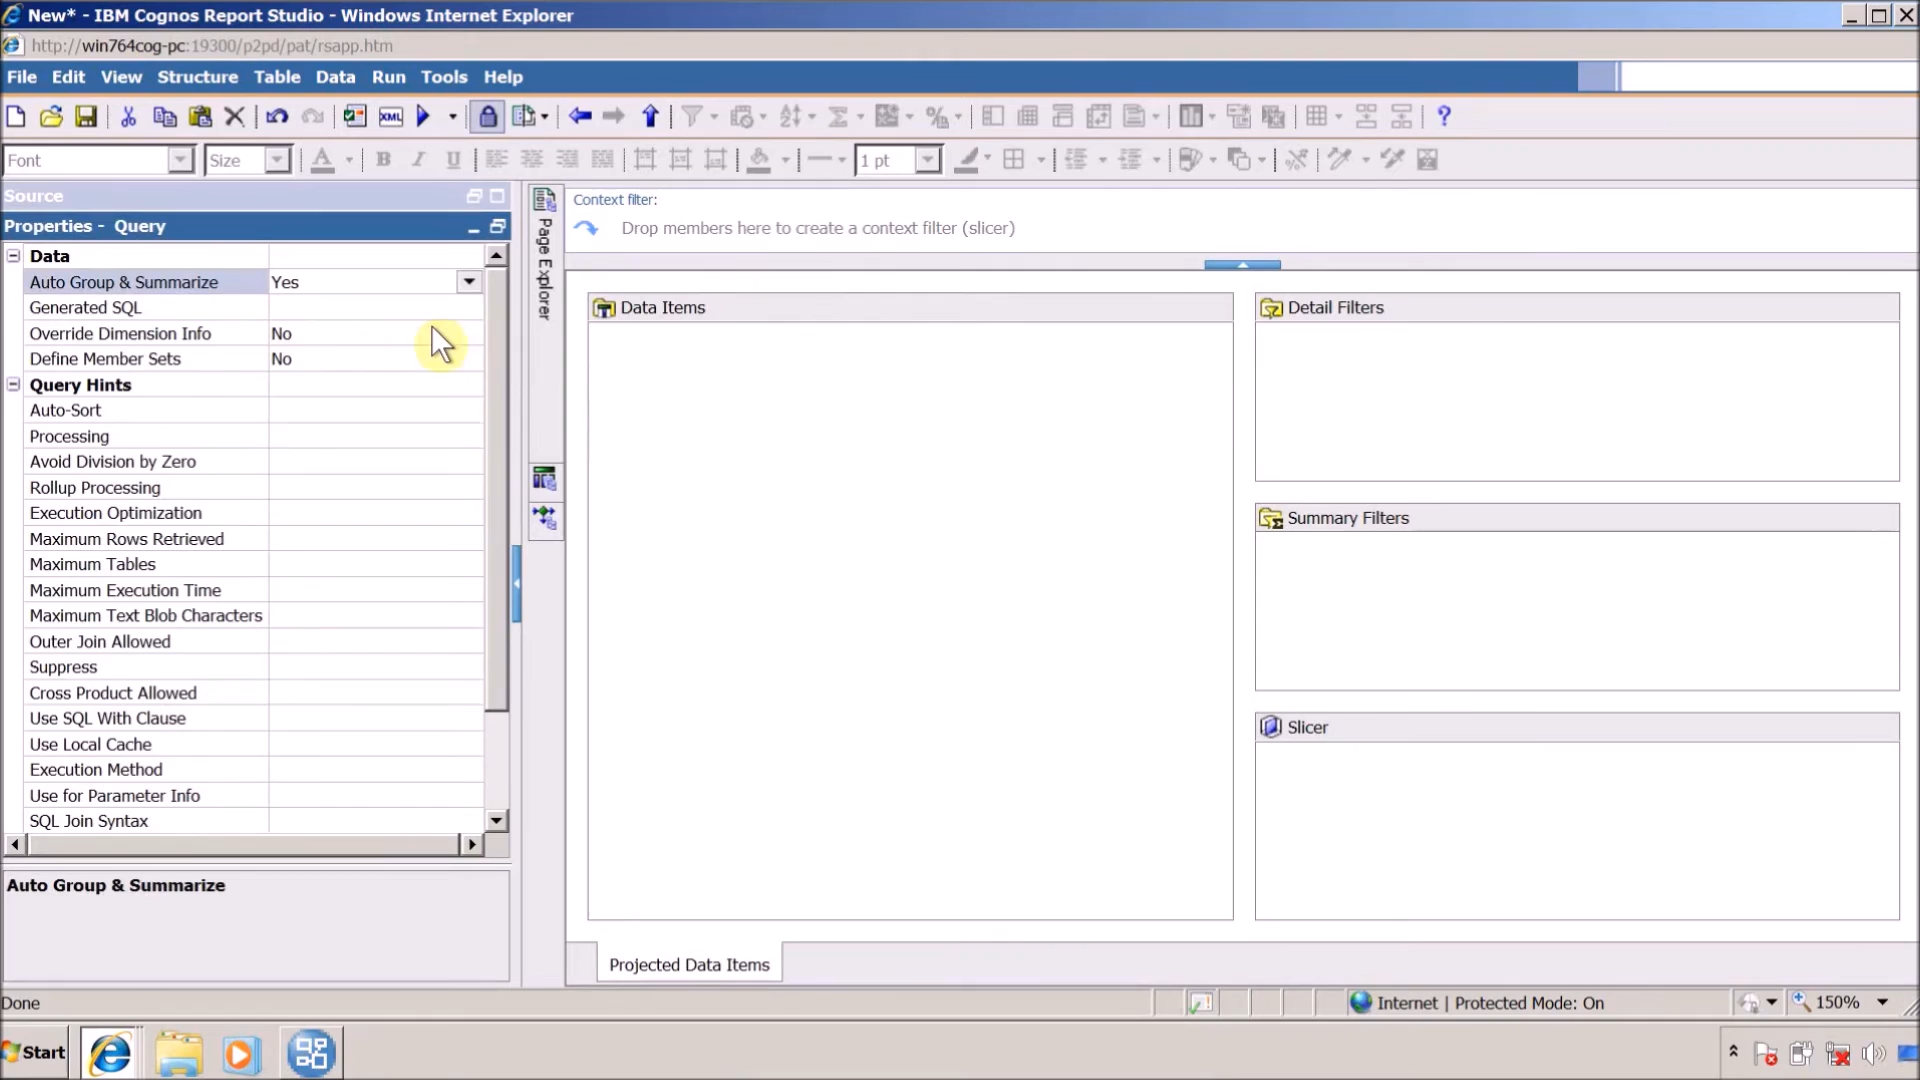 New* - IBM Cognos Report Studio - Windows Internet Explorer
http://win764cog-pc:19300/p2pd/pat/rsapp.htm
File Edit View Structure Table Data Run Tools Help
XML
Font Size B I U 1 pt
Source
Properties - Query
Data
Auto Group & Summarize Yes
Generated SQL
Override Dimension Info No
Define Member Sets No
Query Hints
Auto-Sort
Processing
Avoid Division by Zero
Rollup Processing
Execution Optimization
Maximum Rows Retrieved
Maximum Tables
Maximum Execution Time
Maximum Text Blob Characters
Outer Join Allowed
Suppress
Cross Product Allowed
Use SQL With Clause
Use Local Cache
Execution Method
Use for Parameter Info
SQL Join Syntax
Auto Group & Summarize
Page Explorer
Context filter:
Drop members here to create a context filter (slicer)
Data Items
Detail Filters
Summary Filters
Slicer
Projected Data Items
Done
Internet | Protected Mode: On
150%
Start